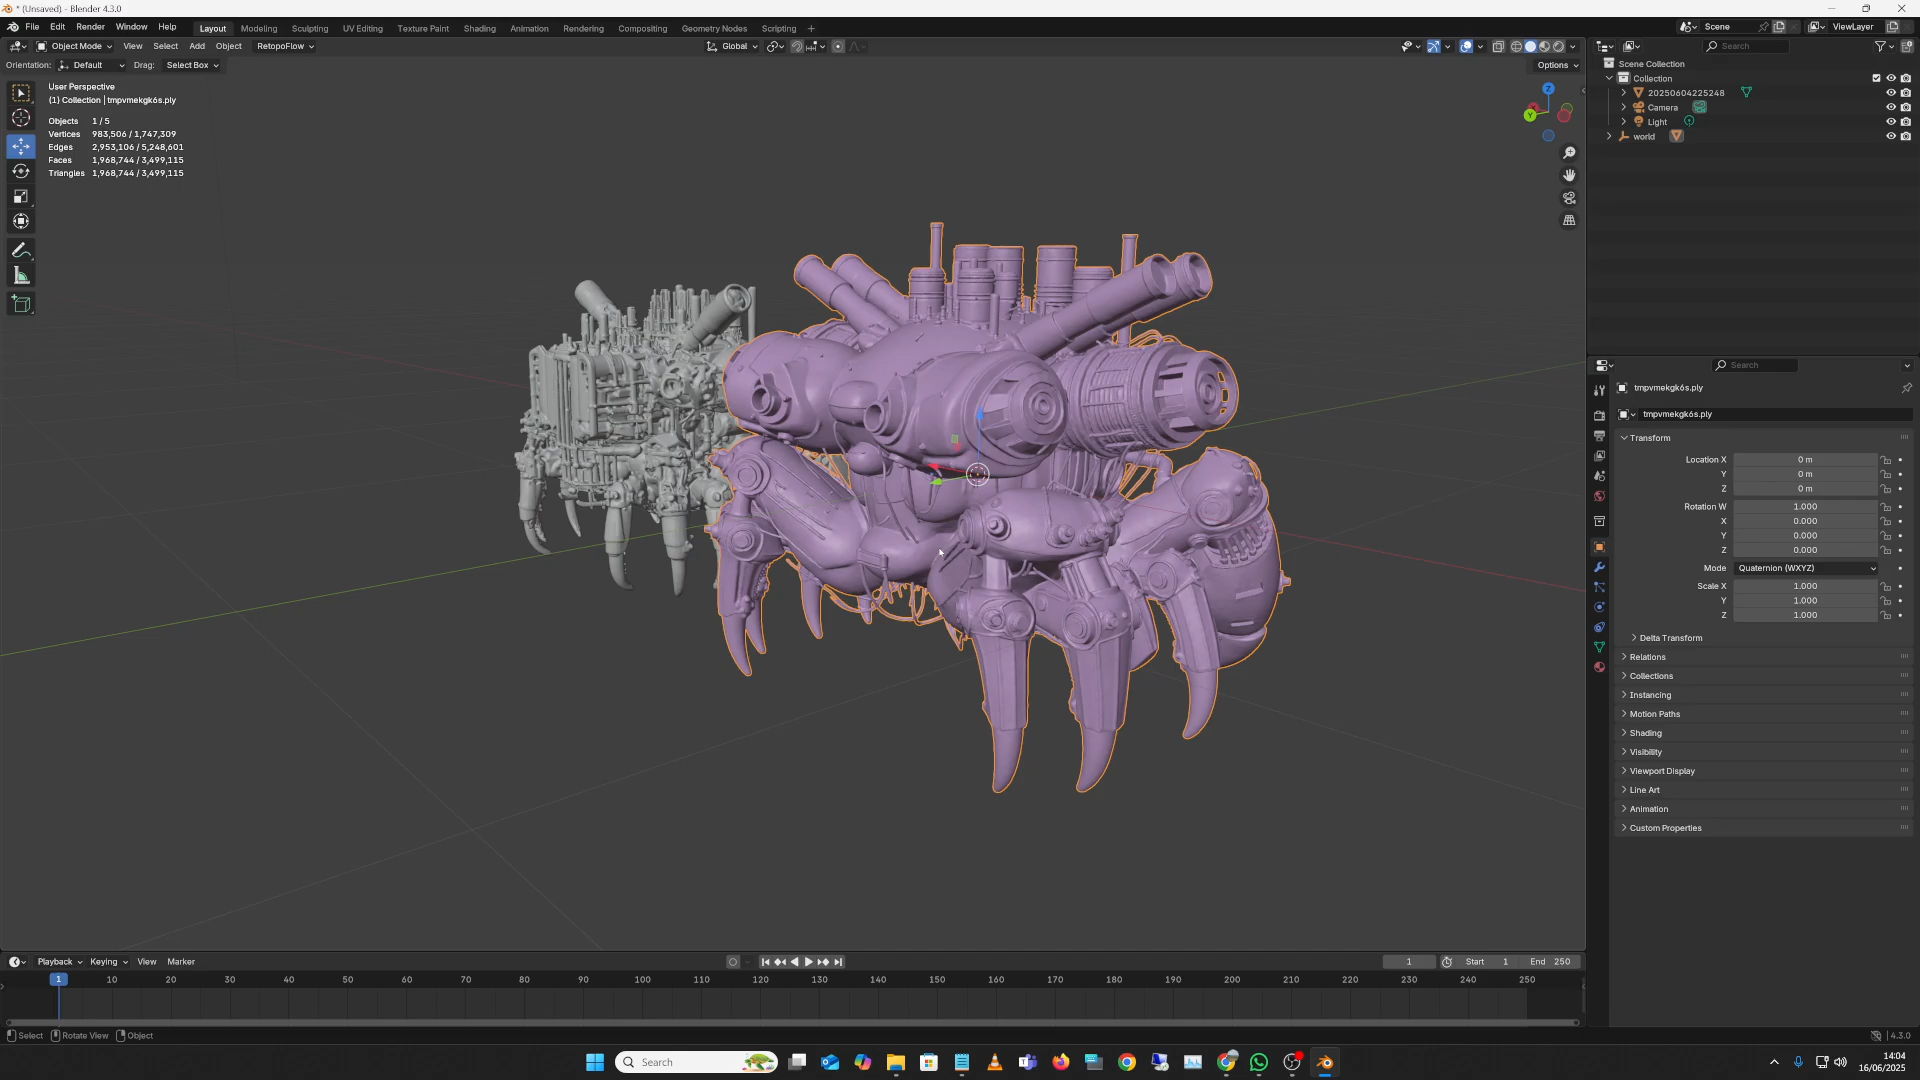 * (Unsaved) - Blender 4.3.0
File Edit Render Window Help Layout Modeling Sculpting UV Editing Texture Paint Shading Animation Rendering Compositing Geometry Nodes Scripting +
Scene ViewLayer
Object Mode View Select Add Object RetopoFlow Global Search
Orientation: Default Drag: Select Box Options
User Perspective
(1) Collection | tmpvmekgk6s.ply
Objects 1 / 5
Vertices 983,506 / 1,747,309
Edges 2,953,106 / 5,248,601
Faces 1,968,744 / 3,499,115
Triangles 1,968,744 / 3,499,115
Z
Y
Scene Collection
Collection
20250604225248
Camera
Light
world
Search
tmpvmekgk6s.ply
tmpvmekgk6s.ply
Transform
Location X 0 m
Y 0 m
Z 0 m
Rotation W 1.000
X 0.000
Y 0.000
Z 0.000
Mode Quaternion (WXYZ)
Scale X 1.000
Y 1.000
Z 1.000
Delta Transform
Relations
Collections
Instancing
Motion Paths
Shading
Visibility
Viewport Display
Line Art
Animation
Custom Properties
Playback Keying View Marker 1 Start 1 End 250
1 10 20 30 40 50 60 70 80 90 100 110 120 130 140 150 160 170 180 190 200 210 220 230 240 250
Select Rotate View Object 4.3.0
Search
14:04
16/06/2025